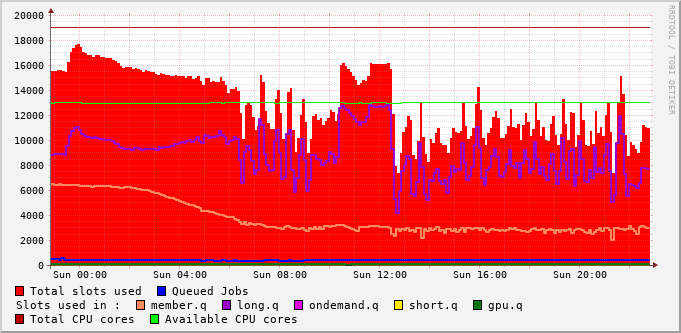 20000
18000
16000
14000
12000
10000
8000
6000
4000
2000
0
Sun 00:00 Sun 04:00 Sun 08:00 Sun 12:00 Sun 16:00 Sun 20:00
Total slots used Queued Jobs
Slots used in : member.q long.q ondemand.q short.q gpu.q
Total CPU cores Available CPU cores
RRDTOOL / TOBI OETIKER